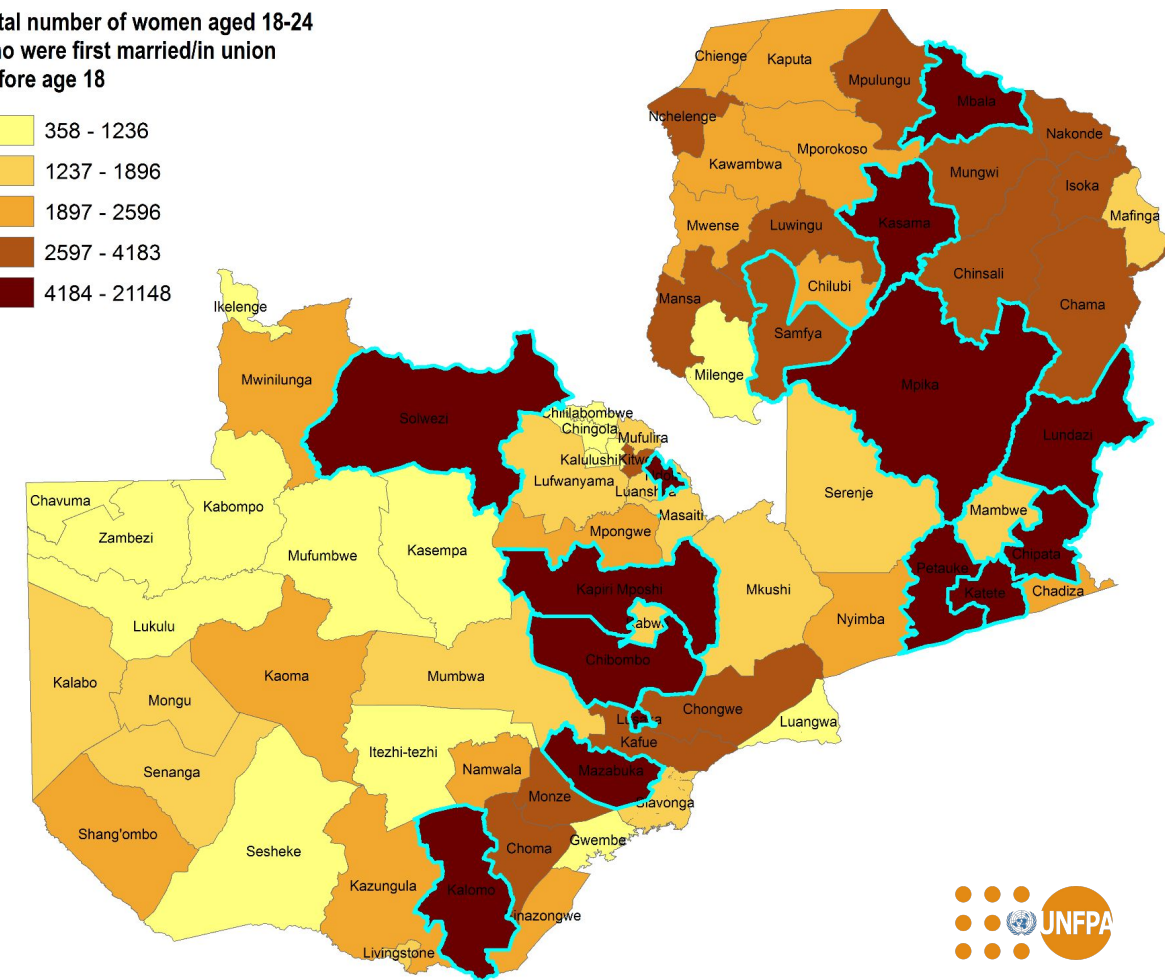 tal number of women aged 18-24
o were first married/in union
fore age 18
358 - 1236
1237 - 1896
1897 - 2596
2597 - 4183
4184 - 21148
Chienge
Kaputa
Mpulungu
Mbala
Nchelenge
Nakonde
Kawambwa
Mporokoso
Mungwi
Isoka
Mafinga
Mwense
Luwingu
Kasama
Chinsali
Mansa
Chilubi
Chama
Samfya
Ikelenge
Milenge
Mpika
Mwinilunga
Solwezi
Chililabombwe
Chingola
Mufulira
Lundazi
Kalulushi
Kitw
Lufwanyama
Luansh
Serenje
Chavuma
Kabompo
Zambezi
Masaiti
Mambwe
Mufumbwe
Kasempa
Mpongwe
Chipata
Petauke
Kapiri Mposhi
Mkushi
Katete
Chadiza
Lukulu
abw
Nyimba
Chibombo
Kalabo
Mongu
Kaoma
Mumbwa
Chongwe
Luangwa
Lusaka
Kafue
Itezhi-tezhi
Senanga
Namwala
Mazabuka
Monze
Siavonga
Shang'ombo
Sesheke
Choma
Gwembe
Kazungula
Kalomo
inazongwe
Livingstone
UNFPA